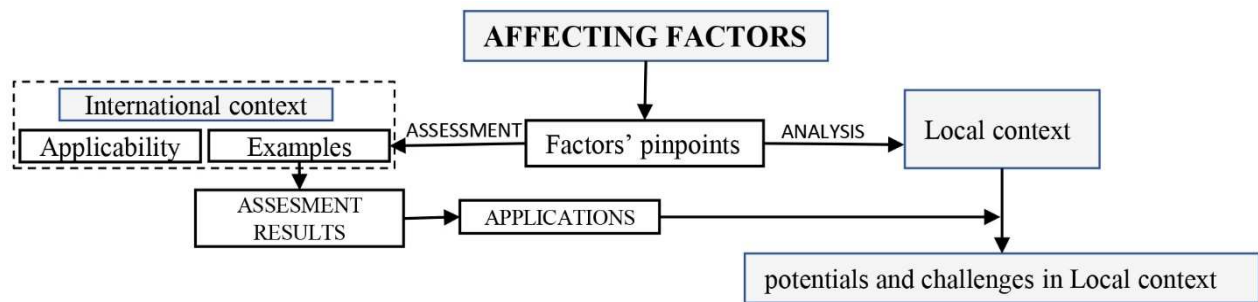 AFFECTING FACTORS
International context
Applicability
Examples
ASSESSMENT
Factors’ pinpoints
ANALYSIS
Local context
ASSESMENT
RESULTS
APPLICATIONS
potentials and challenges in Local context